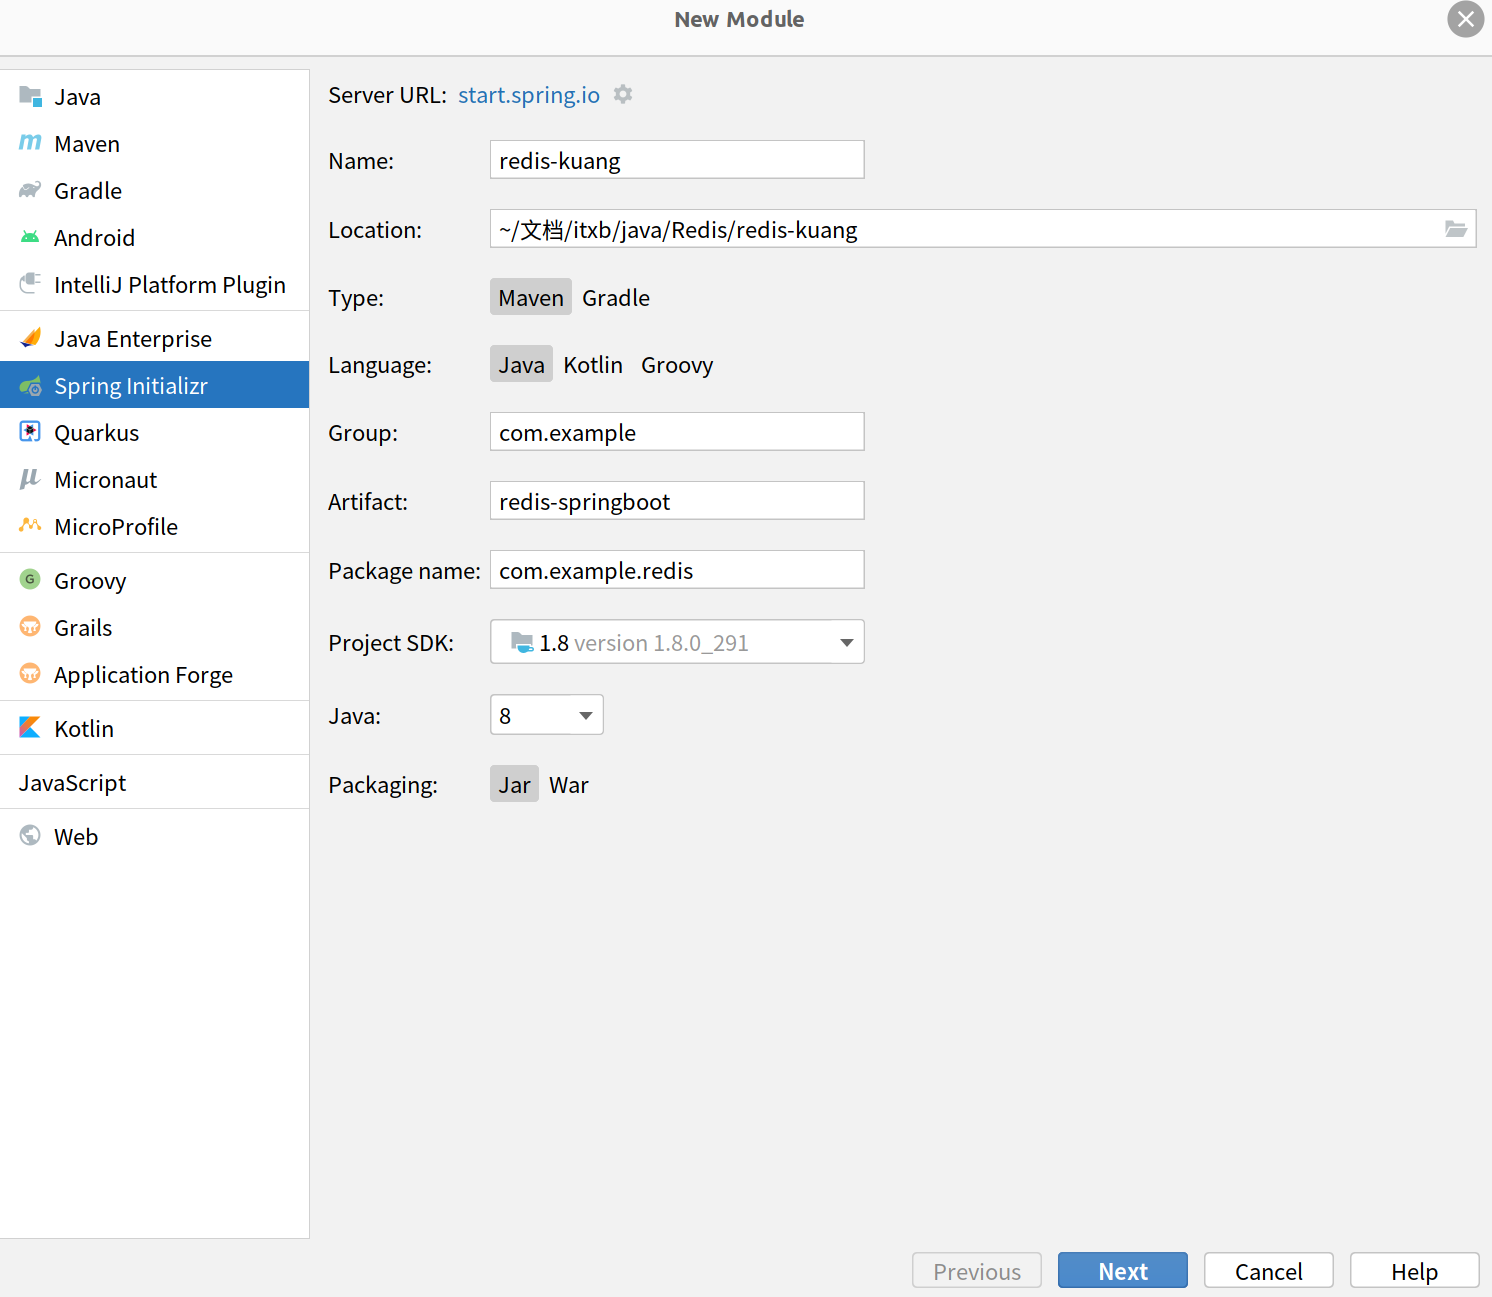 New Module
Java
Maven
Gradle
Android
IntelliJ Platform Plugin
Java Enterprise
Spring Initializr
Quarkus
Micronaut
MicroProfile
Groovy
Grails
Application Forge
Kotlin
JavaScript
Web
Server URL: start.spring.io
Name: redis-kuang
Location: ~/文档/itxb/java/Redis/redis-kuang
Type: Maven Gradle
Language: Java Kotlin Groovy
Group: com.example
Artifact: redis-springboot
Package name: com.example.redis
Project SDK: 1.8 version 1.8.0_291
Java: 8
Packaging: Jar War
Previous Next Cancel Help